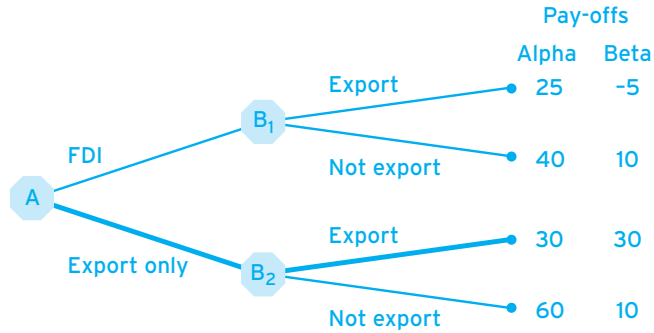 Pay-offs
Alpha Beta
Export 25 -5
B1
FDI
Not export 40 10
A
Export 30 30
Export only
B2
Not export 60 10